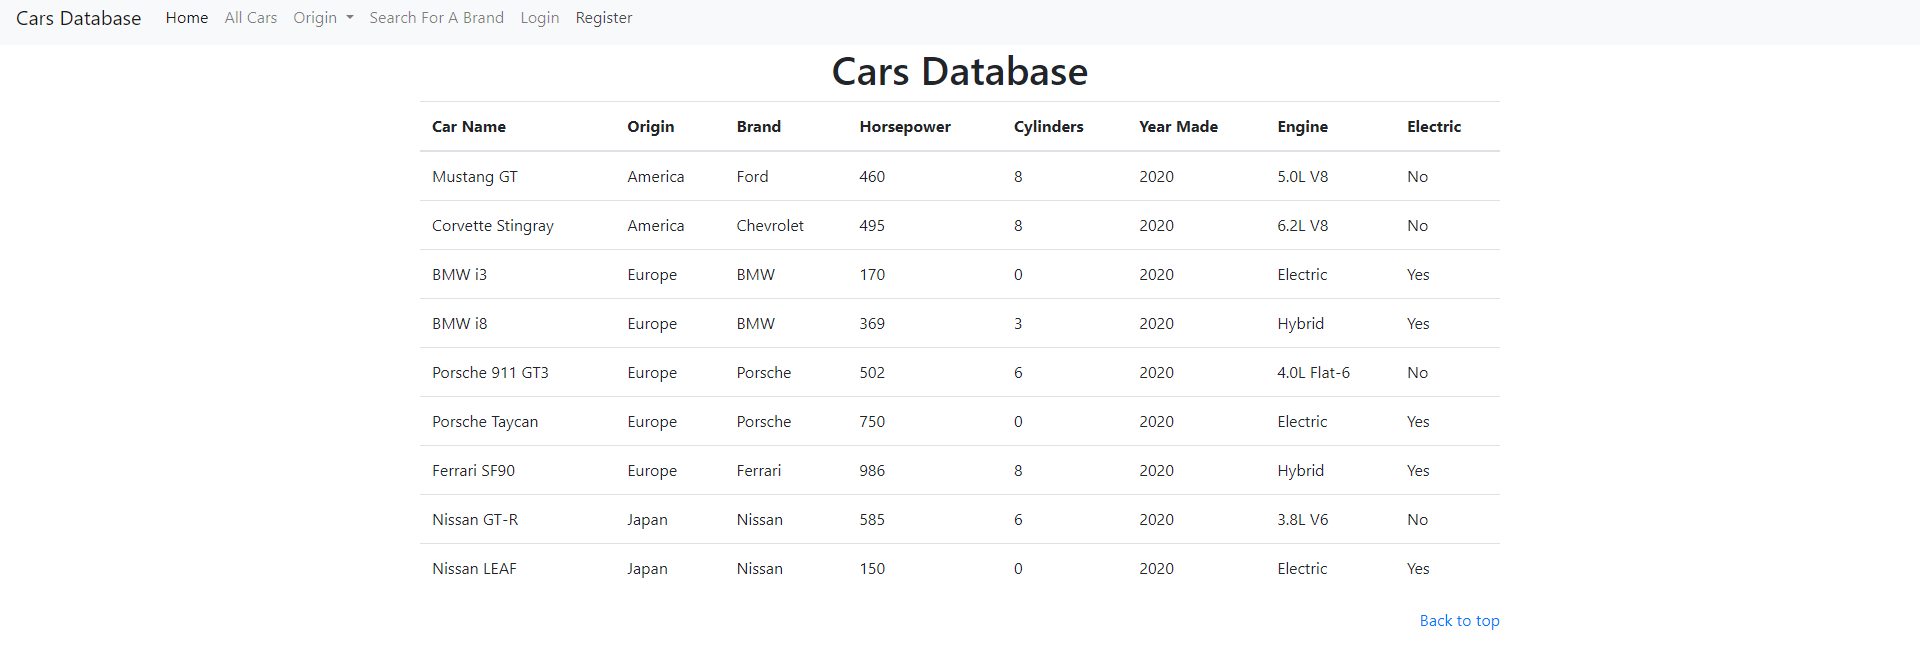 Cars Database Home All Cars Origin Search For A Brand Login Register
Cars Database
Car Name Origin Brand Horsepower Cylinders Year Made Engine Electric
Mustang GT America Ford 460 8 2020 5.0L V8 No
Corvette Stingray America Chevrolet 495 8 2020 6.2L V8 No
BMW i3 Europe BMW 170 0 2020 Electric Yes
BMW i8 Europe BMW 369 3 2020 Hybrid Yes
Porsche 911 GT3 Europe Porsche 502 6 2020 4.0L Flat-6 No
Porsche Taycan Europe Porsche 750 0 2020 Electric Yes
Ferrari SF90 Europe Ferrari 986 8 2020 Hybrid Yes
Nissan GT-R Japan Nissan 585 6 2020 3.8L V6 No
Nissan LEAF Japan Nissan 150 0 2020 Electric Yes
Back to top